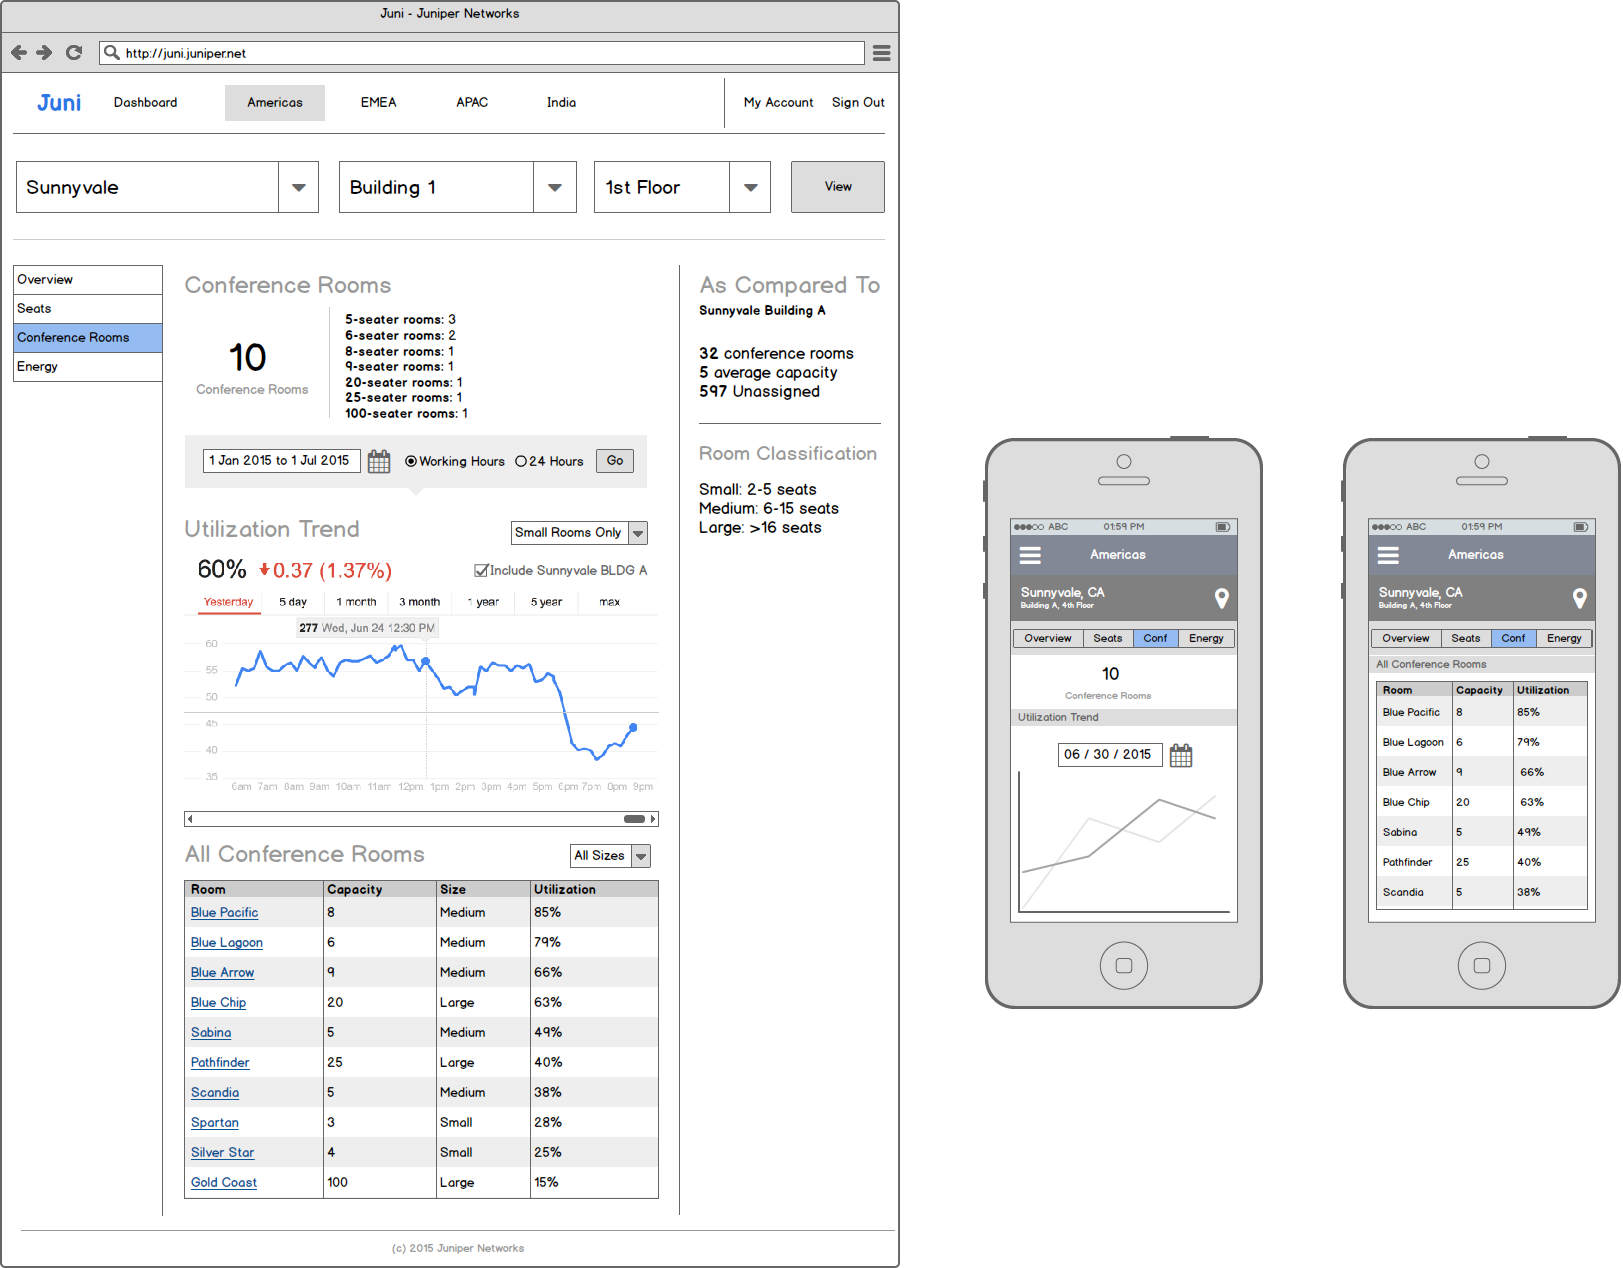 Juni - Juniper Networks
http://juni.juniper.net
Juni Dashboard Americas EMEA APAC India My Account Sign Out
Sunnyvale Building 1 1st Floor View
Overview
Seats
Conference Rooms
Energy
Conference Rooms
10
Conference Rooms
5-seater rooms: 3
6-seater rooms: 2
8-seater rooms: 1
9-seater rooms: 1
20-seater rooms: 1
25-seater rooms: 1
100-seater rooms: 1
1 Jan 2015 to 1 Jul 2015 Working Hours 24 Hours Go
Utilization Trend Small Rooms Only
60% 0.37 (1.37%) Include Sunnyvale BLDG A
Yesterday 5 day 1 month 3 month 1 year 5 year max
277 Wed, Jun 24 12:30 PM
60
55
50
45
40
35
6am 7am 8am 9am 10am 11am 12pm 1pm 2pm 3pm 4pm 5pm 6pm 7pm 8pm 9pm
All Conference Rooms All Sizes
Room Capacity Size Utilization
Blue Pacific 8 Medium 85%
Blue Lagoon 6 Medium 79%
Blue Arrow 9 Medium 66%
Blue Chip 20 Large 63%
Sabina 5 Medium 49%
Pathfinder 25 Large 40%
Scandia 5 Medium 38%
Spartan 3 Small 28%
Silver Star 4 Small 25%
Gold Coast 100 Large 15%
As Compared To
Sunnyvale Building A
32 conference rooms
5 average capacity
597 Unassigned
Room Classification
Small: 2-5 seats
Medium: 6-15 seats
Large: >16 seats
(c) 2015 Juniper Networks
ABC 01:59 PM
Americas
Sunnyvale, CA
Building A, 4th Floor
Overview Seats Conf Energy
10
Conference Rooms
Utilization Trend
06 / 30 / 2015
ABC 01:59 PM
Americas
Sunnyvale, CA
Building A, 4th Floor
Overview Seats Conf Energy
All Conference Rooms
Room Capacity Utilization
Blue Pacific 8 85%
Blue Lagoon 6 79%
Blue Arrow 9 66%
Blue Chip 20 63%
Sabina 5 49%
Pathfinder 25 40%
Scandia 5 38%